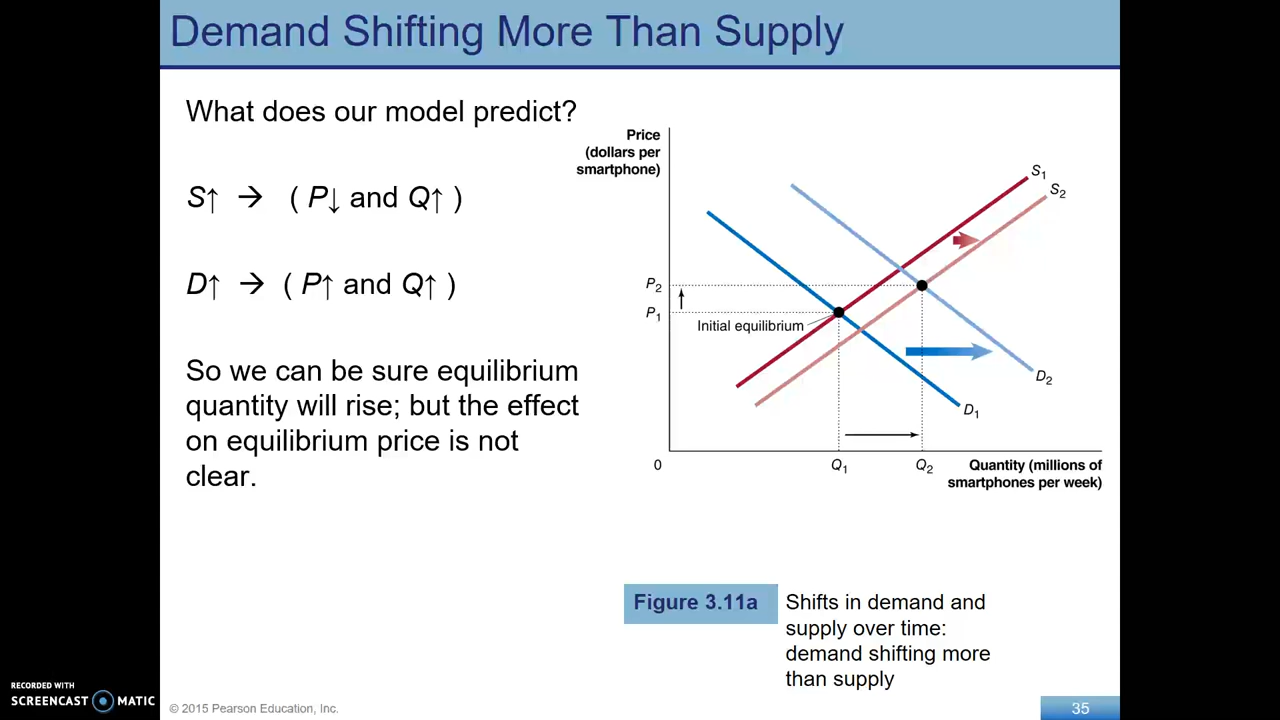 Demand Shifting More Than Supply
What does our model predict?
S↑ → ( P↓ and Q↑ )
D↑ → ( P↑ and Q↑ )
So we can be sure equilibrium
quantity will rise; but the effect
on equilibrium price is not
clear.
Price
(dollars per
smartphone)
S1
S2
P2
P1
Initial equilibrium
D2
D1
0
Q1
Q2
Quantity (millions of
smartphones per week)
Figure 3.11a
Shifts in demand and
supply over time:
demand shifting more
than supply
RECORDED WITH
SCREENCAST MATIC
© 2015 Pearson Education, Inc.
35